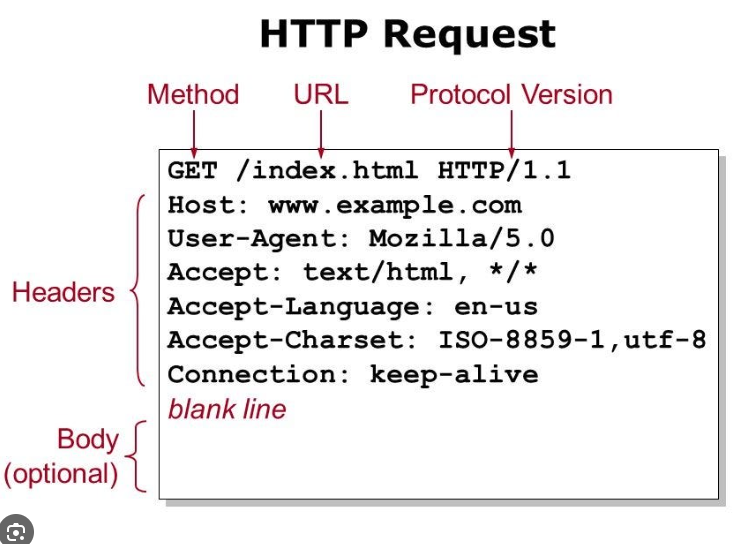 HTTP Request
Method URL Protocol Version
GET /index.html HTTP/1.1
Host: www.example.com
User-Agent: Mozilla/5.0
Headers
Accept: text/html, */*
Accept-Language: en-us
Accept-Charset: ISO-8859-1,utf-8
Connection: keep-alive
blank line
Body
(optional)